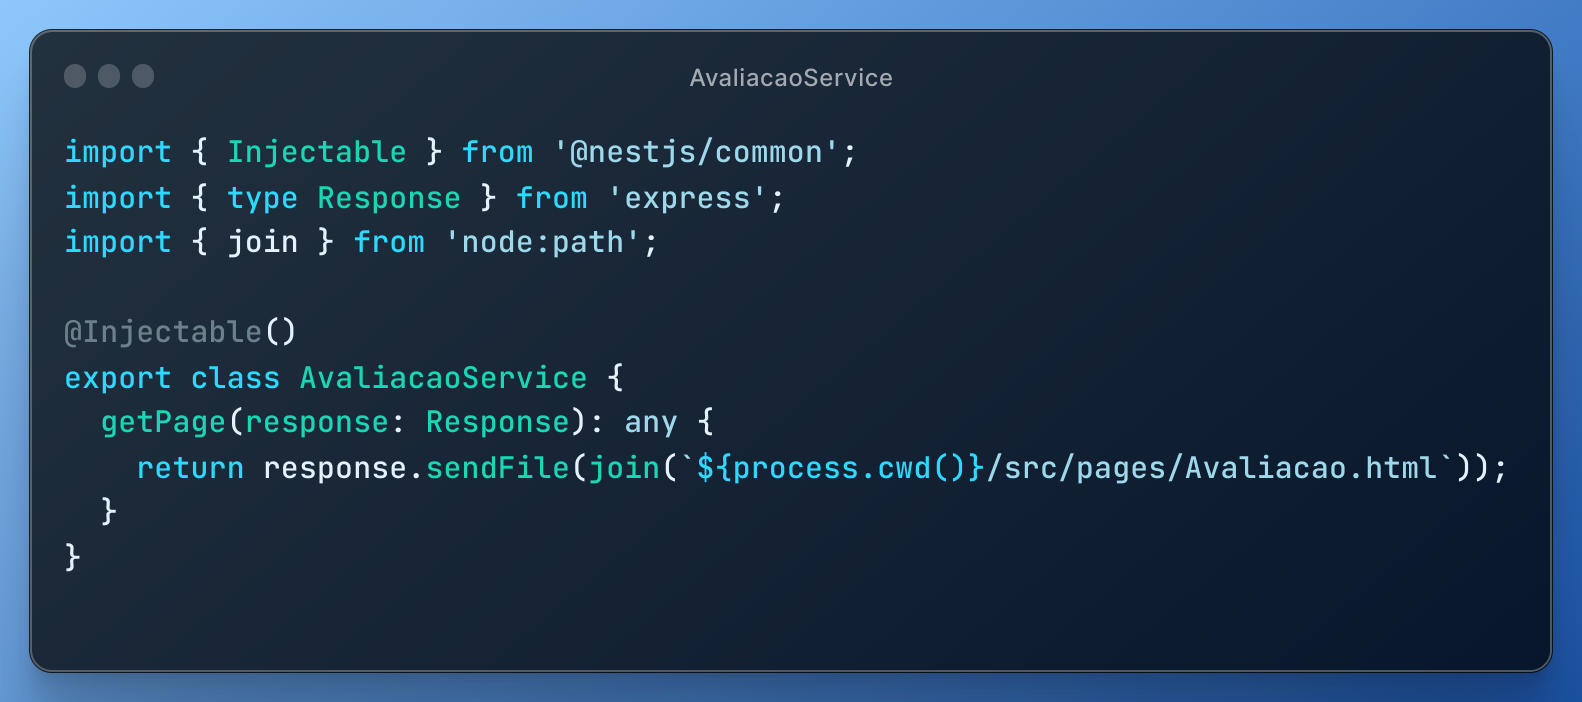 AvaliacaoService
import { Injectable } from '@nestjs/common';
import { type Response } from 'express';
import { join } from 'node:path';
@Injectable()
export class AvaliacaoService {
  getPage(response: Response): any {
    return response.sendFile(join(`${process.cwd()}/src/pages/Avaliacao.html`));
  }
}